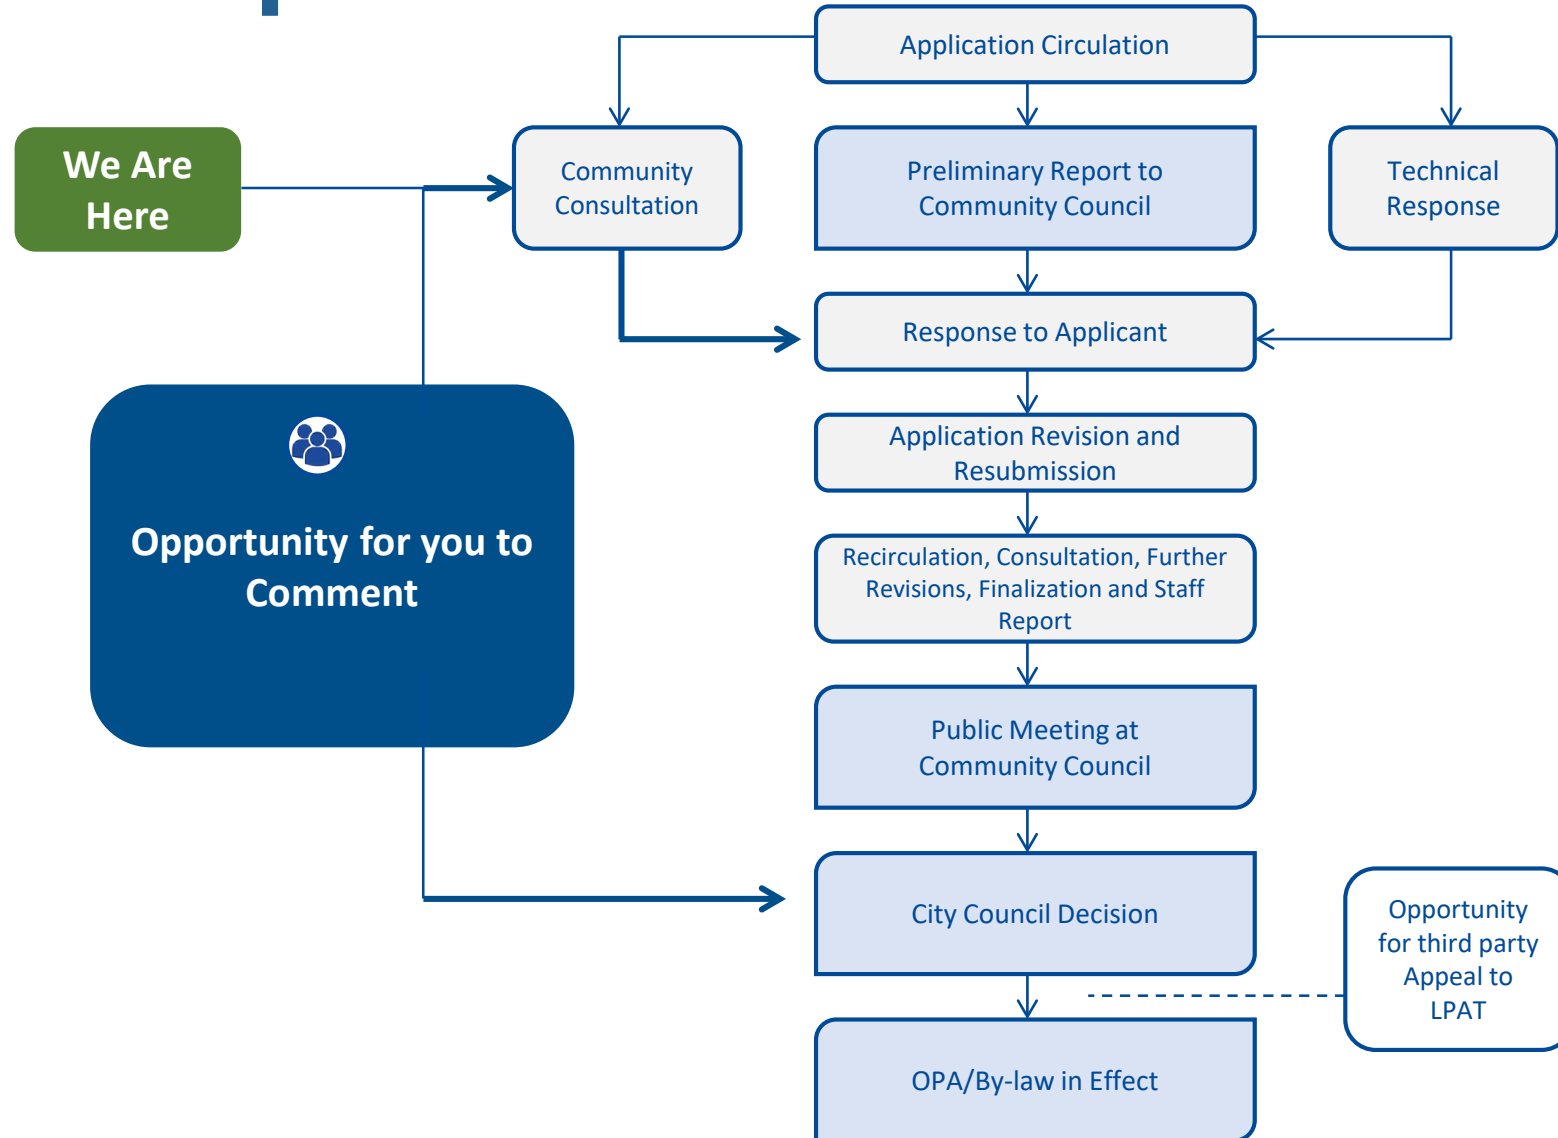 Application Circulation
We Are
Here
Community
Consultation
Preliminary Report to
Community Council
Technical
Response
Response to Applicant
Application Revision and
Resubmission
Opportunity for you to
Comment
Recirculation, Consultation, Further
Revisions, Finalization and Staff
Report
Public Meeting at
Community Council
City Council Decision
Opportunity
for third party
Appeal to
LPAT
OPA/By-law in Effect